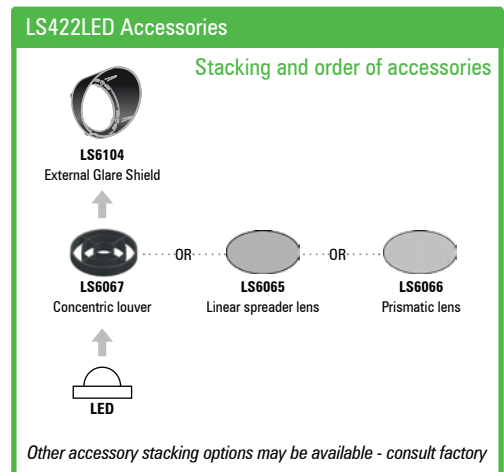 LS422LED Accessories
Stacking and order of accessories
LS6104
External Glare Shield
OR
OR
LS6067
LS6065
LS6066
Concentric louver
Linear spreader lens
Prismatic lens
LED
Other accessory stacking options may be available - consult factory